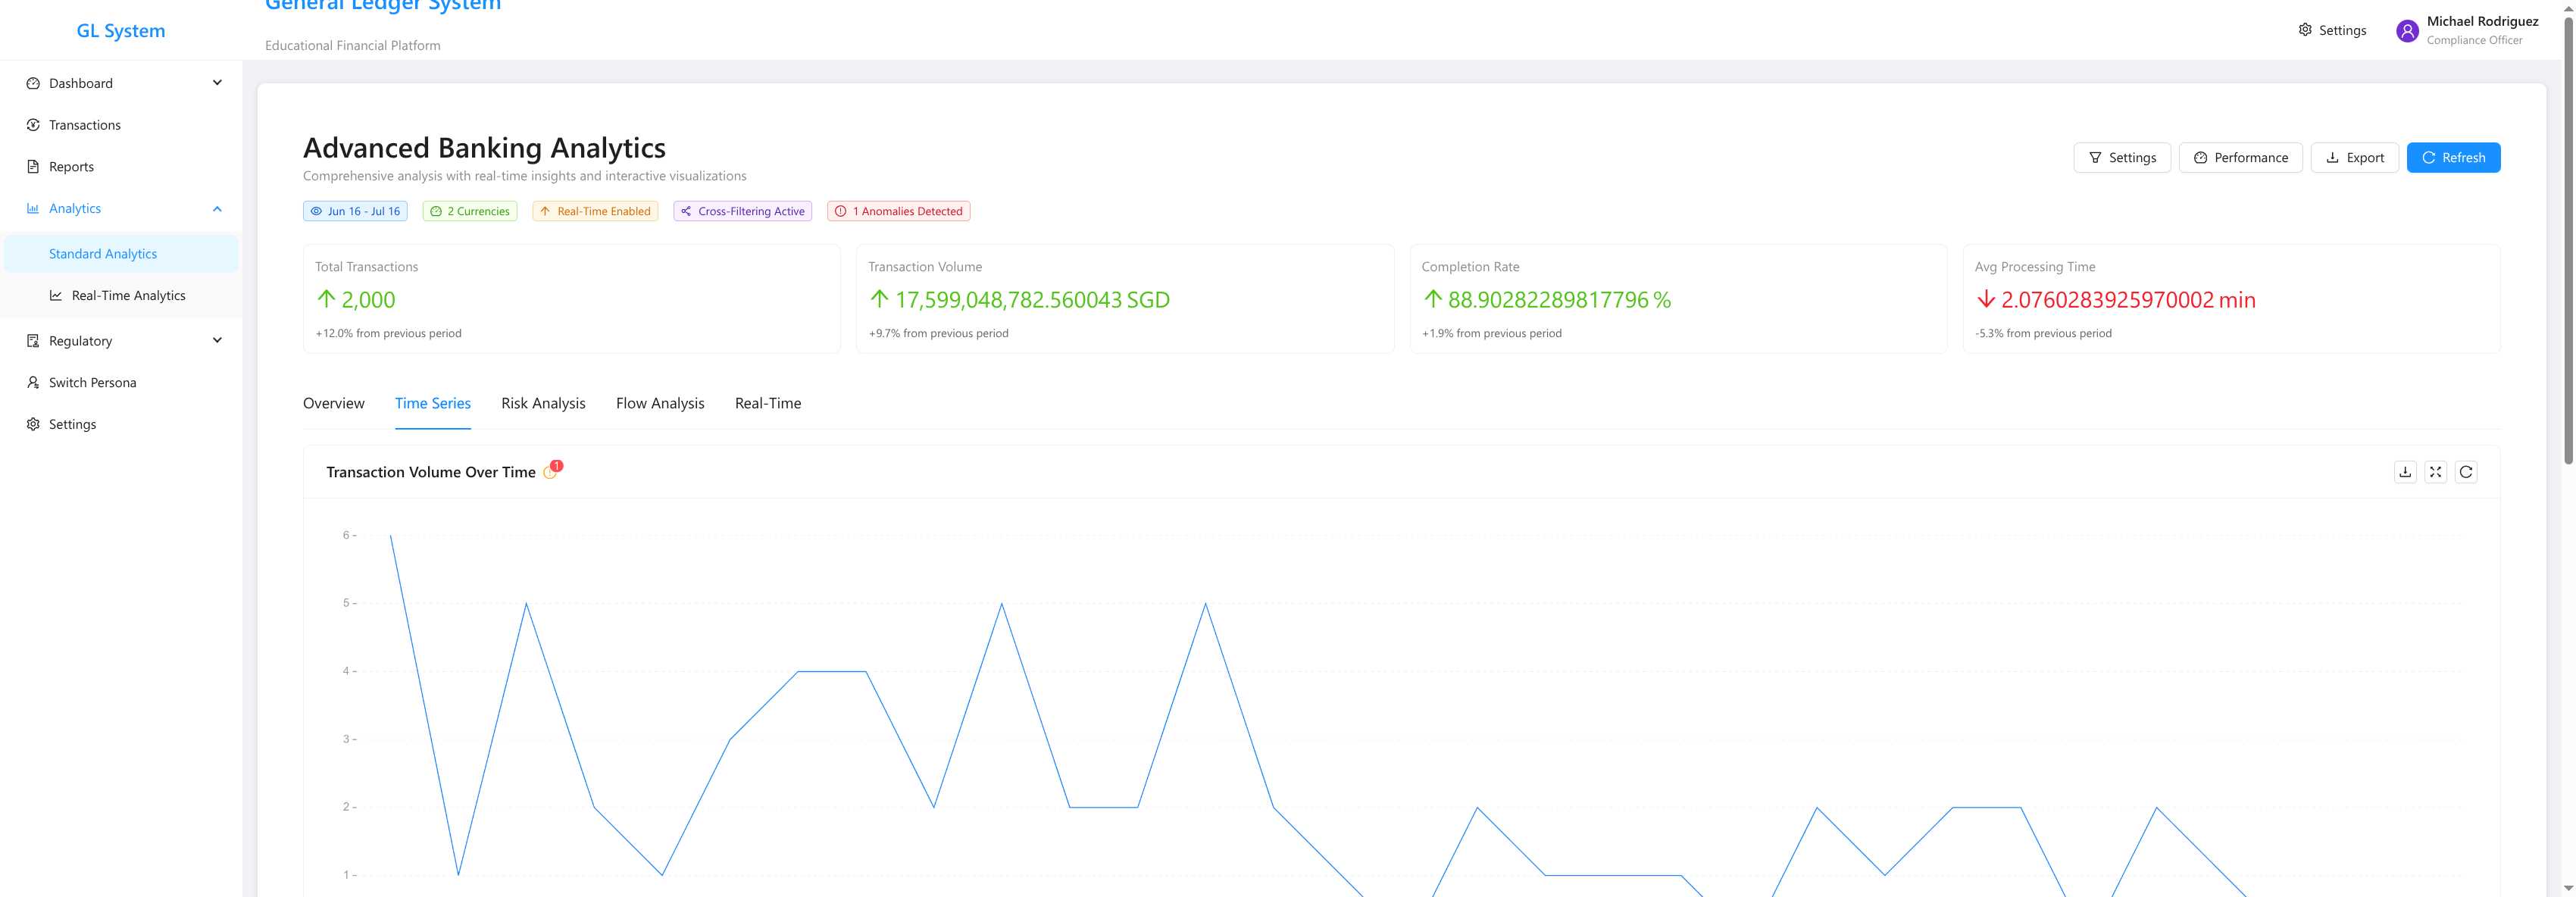 General Ledger System
GL System
Educational Financial Platform
Settings
Michael Rodriguez
Compliance Officer
Dashboard
Transactions
Reports
Analytics
Standard Analytics
Real-Time Analytics
Regulatory
Switch Persona
Settings
Advanced Banking Analytics
Comprehensive analysis with real-time insights and interactive visualizations
Settings
Performance
Export
Refresh
Jun 16 - Jul 16
2 Currencies
Real-Time Enabled
Cross-Filtering Active
1 Anomalies Detected
Total Transactions
2,000
+12.0% from previous period
Transaction Volume
17,599,048,782.560043 SGD
+9.7% from previous period
Completion Rate
88.90282289817796 %
+1.9% from previous period
Avg Processing Time
2.0760283925970002 min
-5.3% from previous period
Overview
Time Series
Risk Analysis
Flow Analysis
Real-Time
Transaction Volume Over Time
1
6
5
4
3
2
1